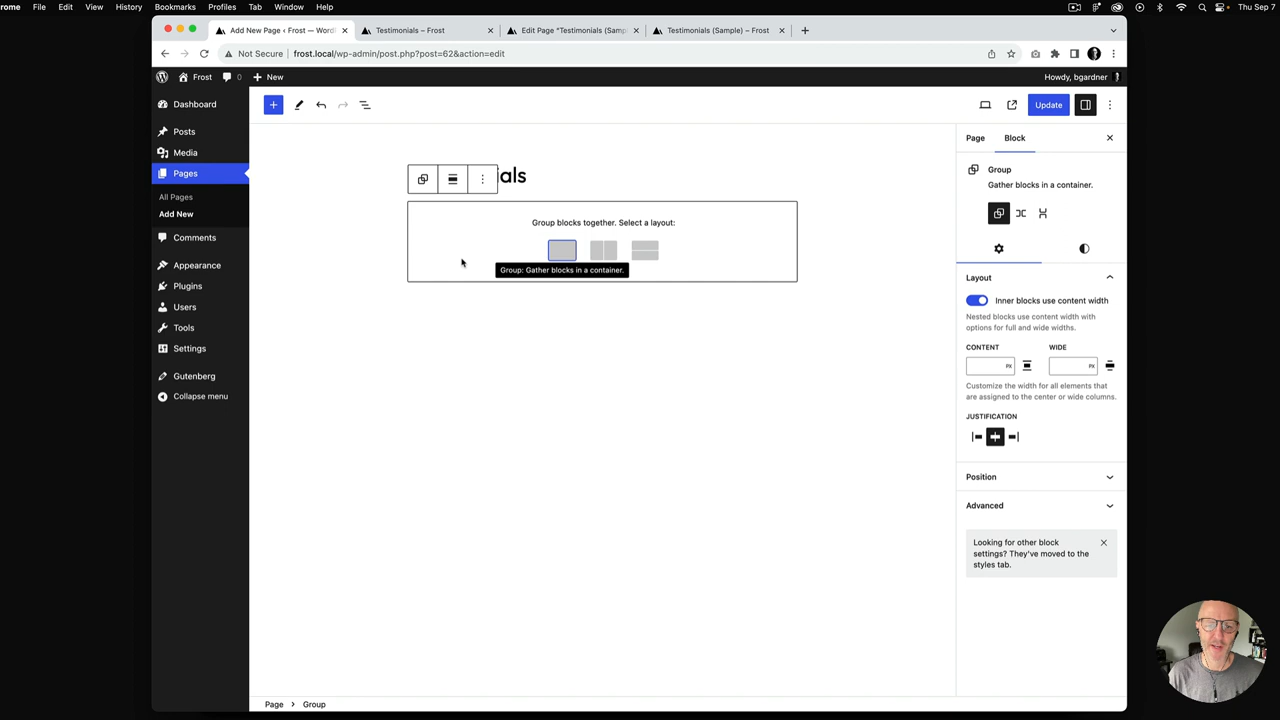 rome File Edit View History Bookmarks Profiles Tab Window Help Thu Sep 7
Add New Page ‹ Frost — Word
Testimonials – Frost
Edit Page "Testimonials (Samp
Testimonials (Sample) – Frost
Not Secure frost.local/wp-admin/post.php?post=62&action=edit
Frost 0 New Howdy, bgardner
Dashboard
Posts
Media
Pages
All Pages
Add New
Comments
Appearance
Plugins
Users
Tools
Settings
Gutenberg
Collapse menu
Update
ials
Group blocks together. Select a layout:
Group: Gather blocks in a container.
Page Block
Group
Gather blocks in a container.
Layout
Inner blocks use content width
Nested blocks use content width with
options for full and wide widths.
CONTENT WIDE
PX PX
Customize the width for all elements that
are assigned to the center or wide columns.
JUSTIFICATION
Position
Advanced
Looking for other block
settings? They've moved to the
styles tab.
Page Group